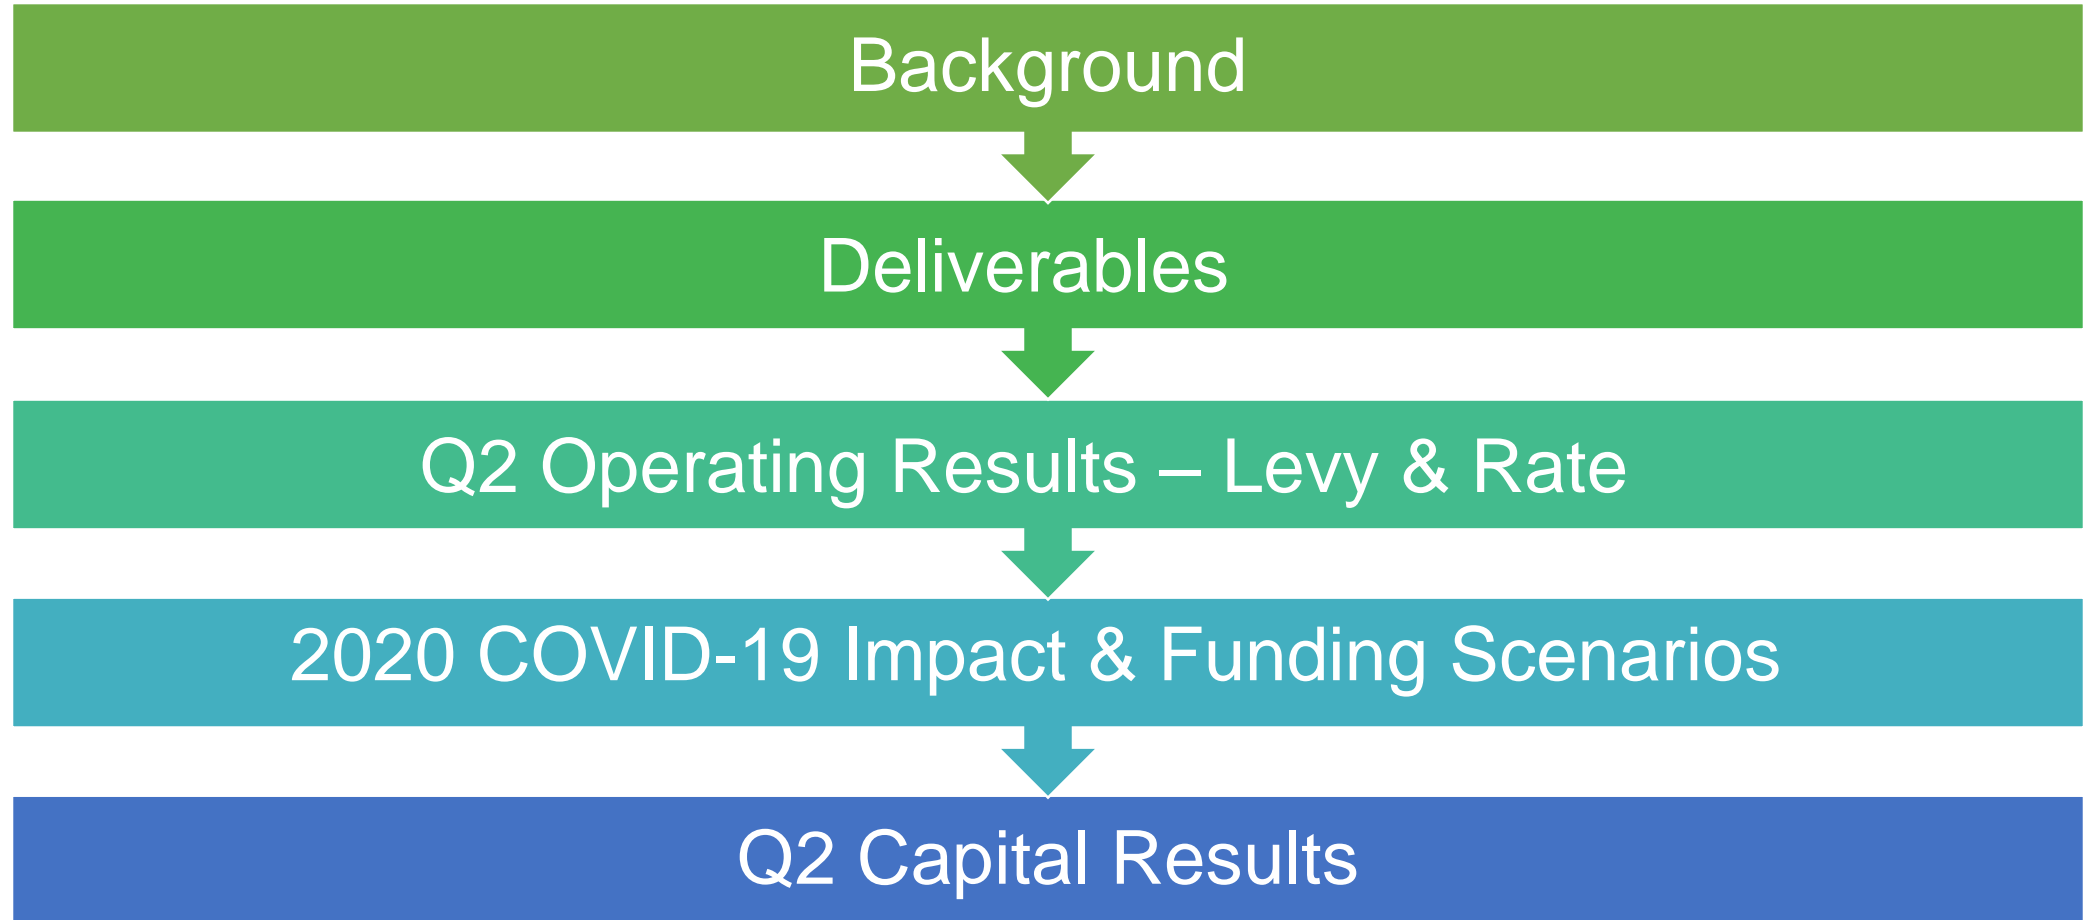 Background
Deliverables
Q2 Operating Results – Levy & Rate
2020 COVID-19 Impact & Funding Scenarios
Q2 Capital Results